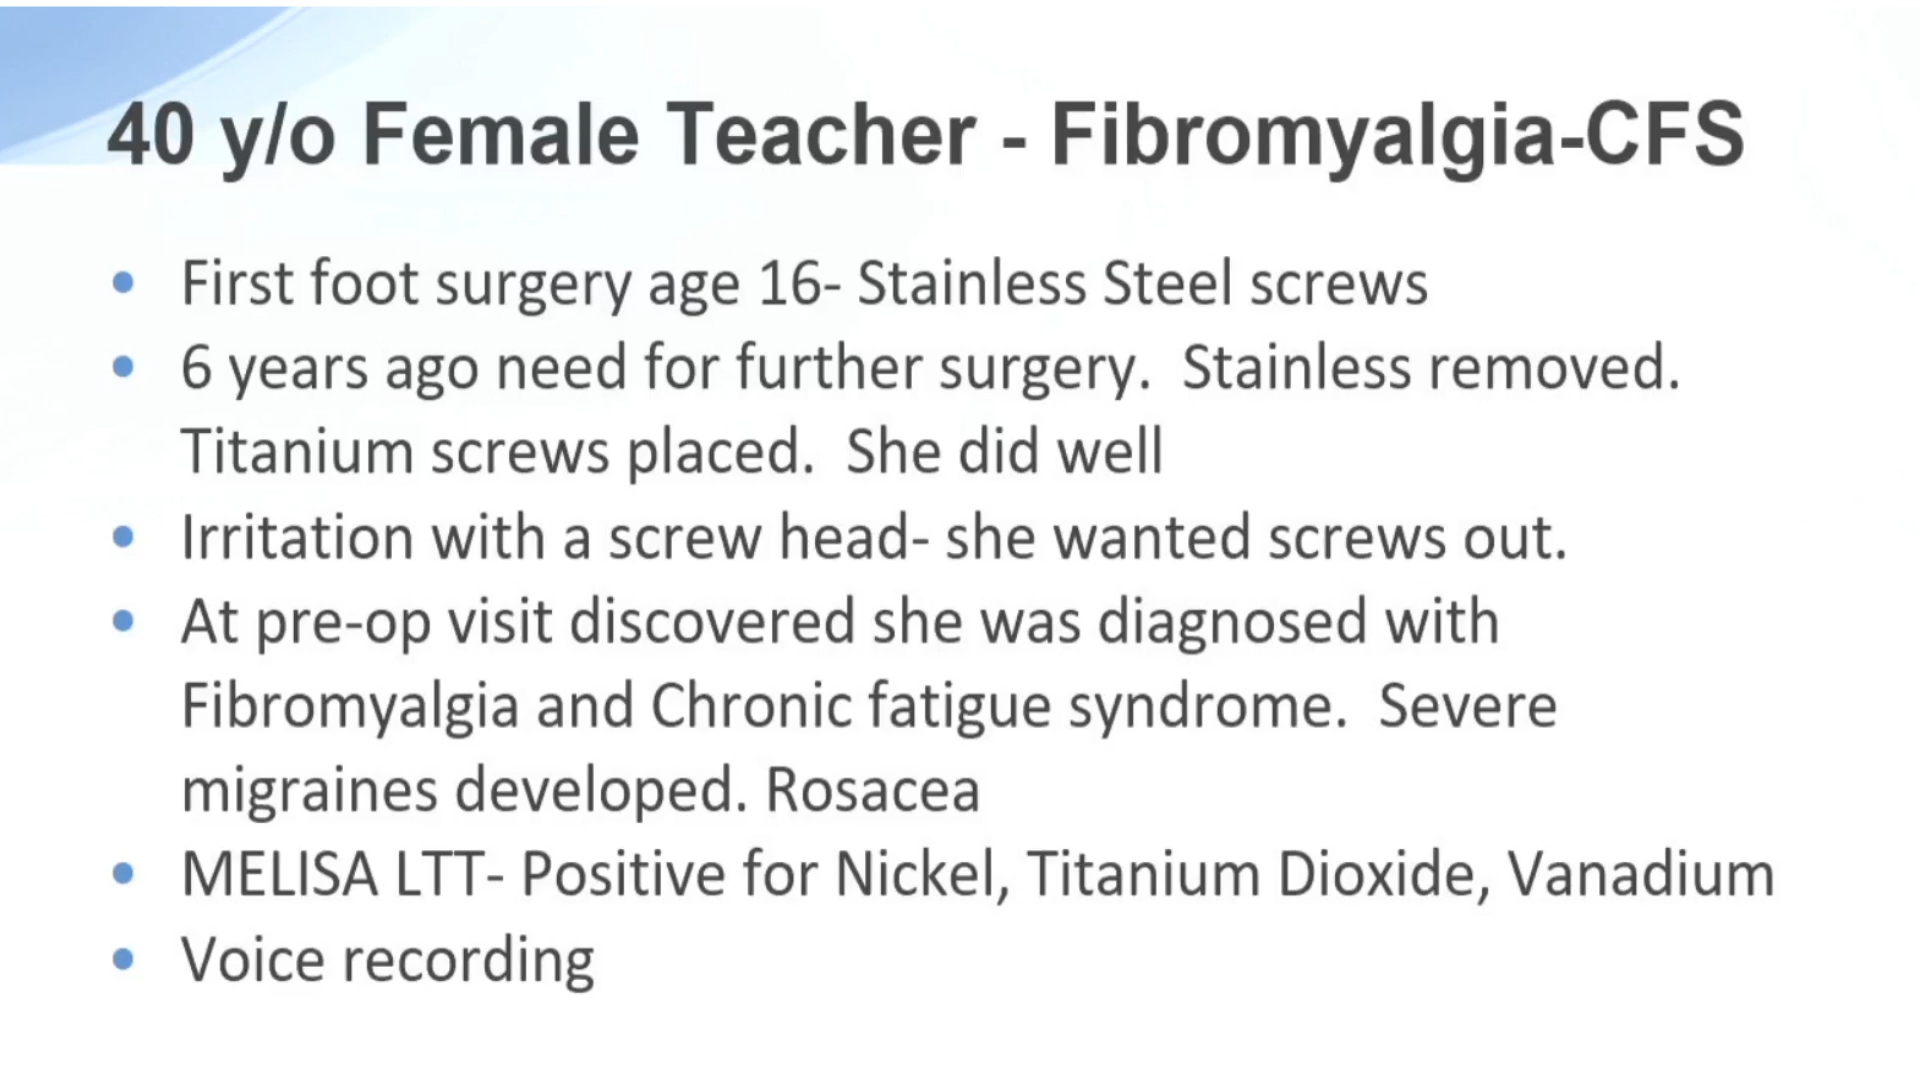 40 y/o Female Teacher - Fibromyalgia-CFS
• First foot surgery age 16- Stainless Steel screws
• 6 years ago need for further surgery.  Stainless removed.
Titanium screws placed.  She did well
• Irritation with a screw head- she wanted screws out.
• At pre-op visit discovered she was diagnosed with
Fibromyalgia and Chronic fatigue syndrome.  Severe
migraines developed. Rosacea
• MELISA LTT- Positive for Nickel, Titanium Dioxide, Vanadium
• Voice recording